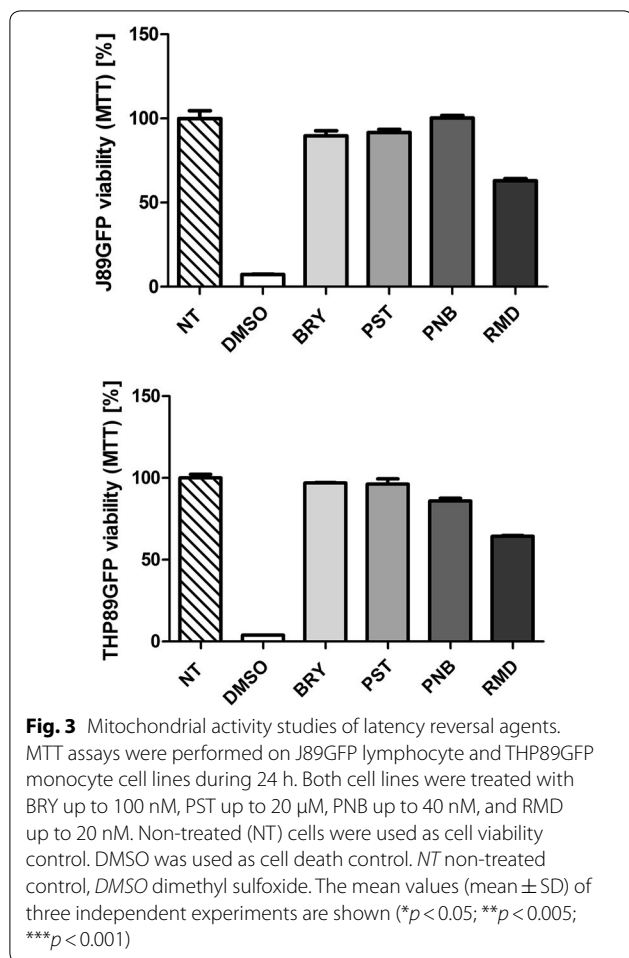 150
100
50
0
J89GFP viability (MTT) [%]
NT
DMSO
BRY
PST
PNB
RMD
150
100
50
0
THP89GFP viability (MTT) [%]
NT
DMSO
BRY
PST
PNB
RMD
Fig. 3 Mitochondrial activity studies of latency reversal agents.
MTT assays were performed on J89GFP lymphocyte and THP89GFP
monocyte cell lines during 24 h. Both cell lines were treated with
BRY up to 100 nM, PST up to 20 μM, PNB up to 40 nM, and RMD
up to 20 nM. Non-treated (NT) cells were used as cell viability
control. DMSO was used as cell death control. NT non-treated
control, DMSO dimethyl sulfoxide. The mean values (mean ± SD) of
three independent experiments are shown (*p < 0.05; **p < 0.005;
***p < 0.001)